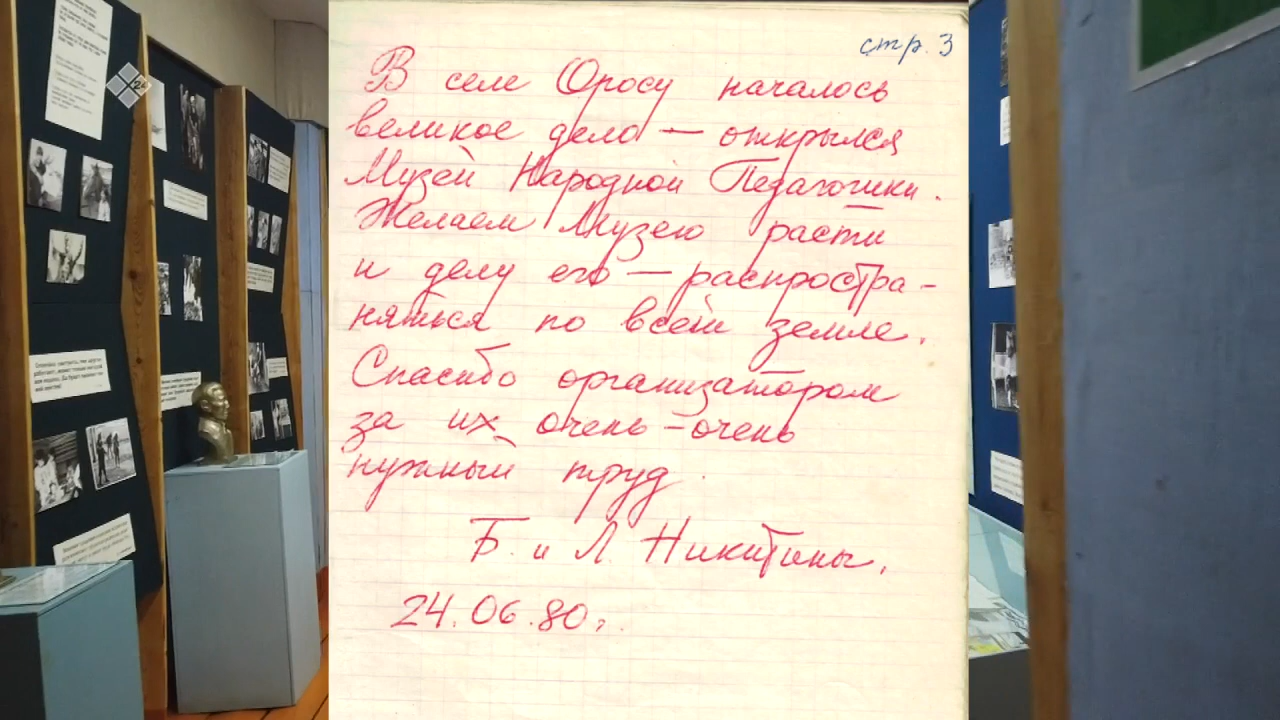 стр. 3
В селе Оросу началось
великое дело — открылся
Музей Народной Педагогики.
Желаем Музею расти
и делу его — распростра-
няться по всей земле.
Спасибо организаторам
за их очень-очень
нужный труд.
Б. и Л. Никитины.
24.06.80г.